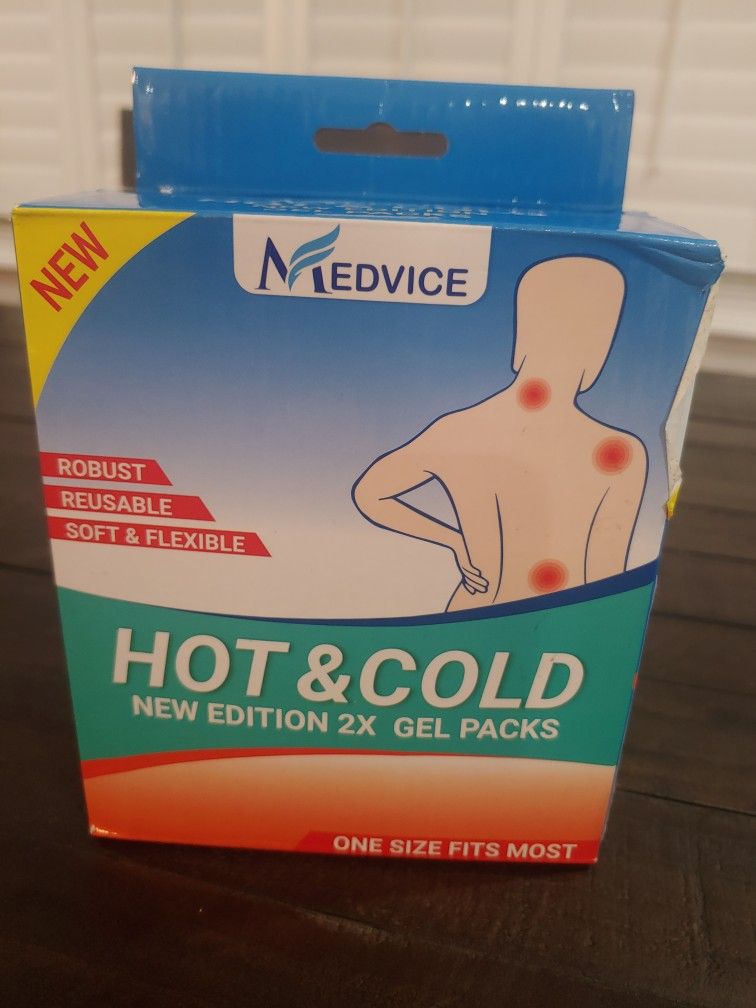 NEW
MEDVICE
ROBUST
REUSABLE
SOFT & FLEXIBLE
HOT & COLD
NEW EDITION 2X GEL PACKS
ONE SIZE FITS MOST